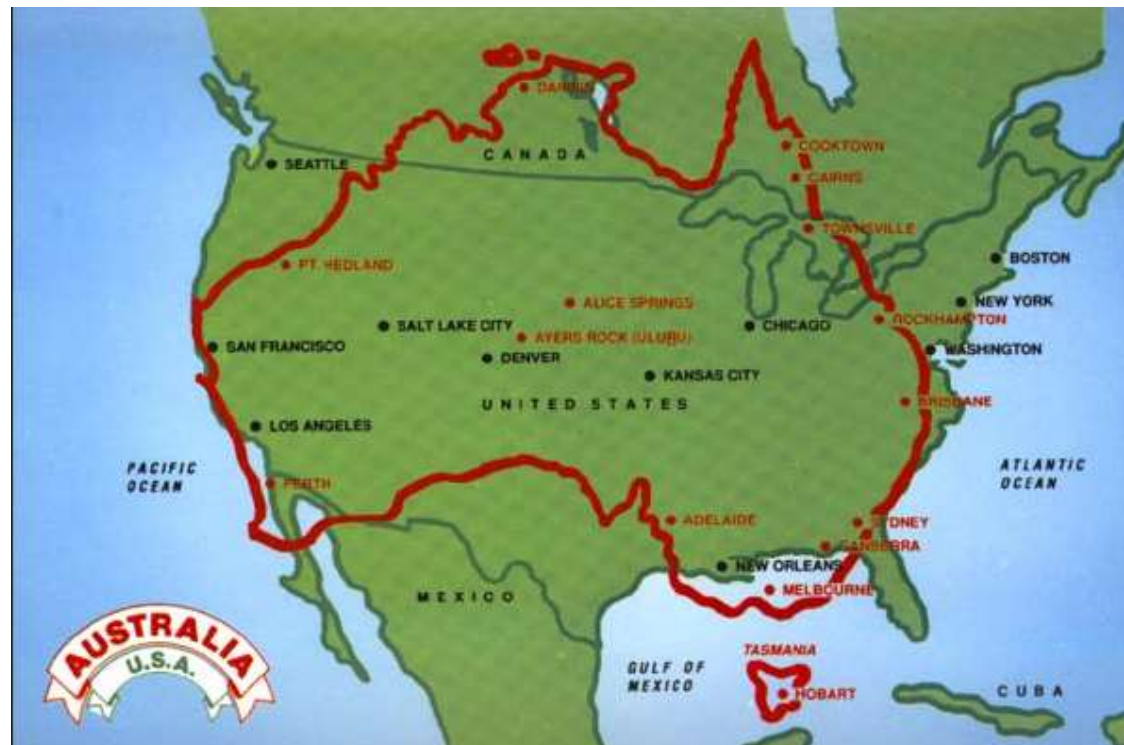 DARWIN
COOKTOWN
CANADA
SEATTLE
CAIRNS
TOWNSVILLE
BOSTON
PT. HEDLAND
ALICE SPRINGS
NEW YORK
ROCKHAMPTON
SALT LAKE CITY
CHICAGO
AYERS ROCK (ULURU)
SAN FRANCISCO
WASHINGTON
DENVER
KANSAS CITY
UNITED STATES
BRISBANE
LOS ANGELES
PACIFIC
OCEAN
ATLANTIC
OCEAN
PERTH
ADELAIDE
SYDNEY
CANBERRA
NEW ORLEANS
MELBOURNE
MEXICO
AUSTRALIA
U.S.A.
TASMANIA
GULF OF
MEXICO
HOBART
CUBA